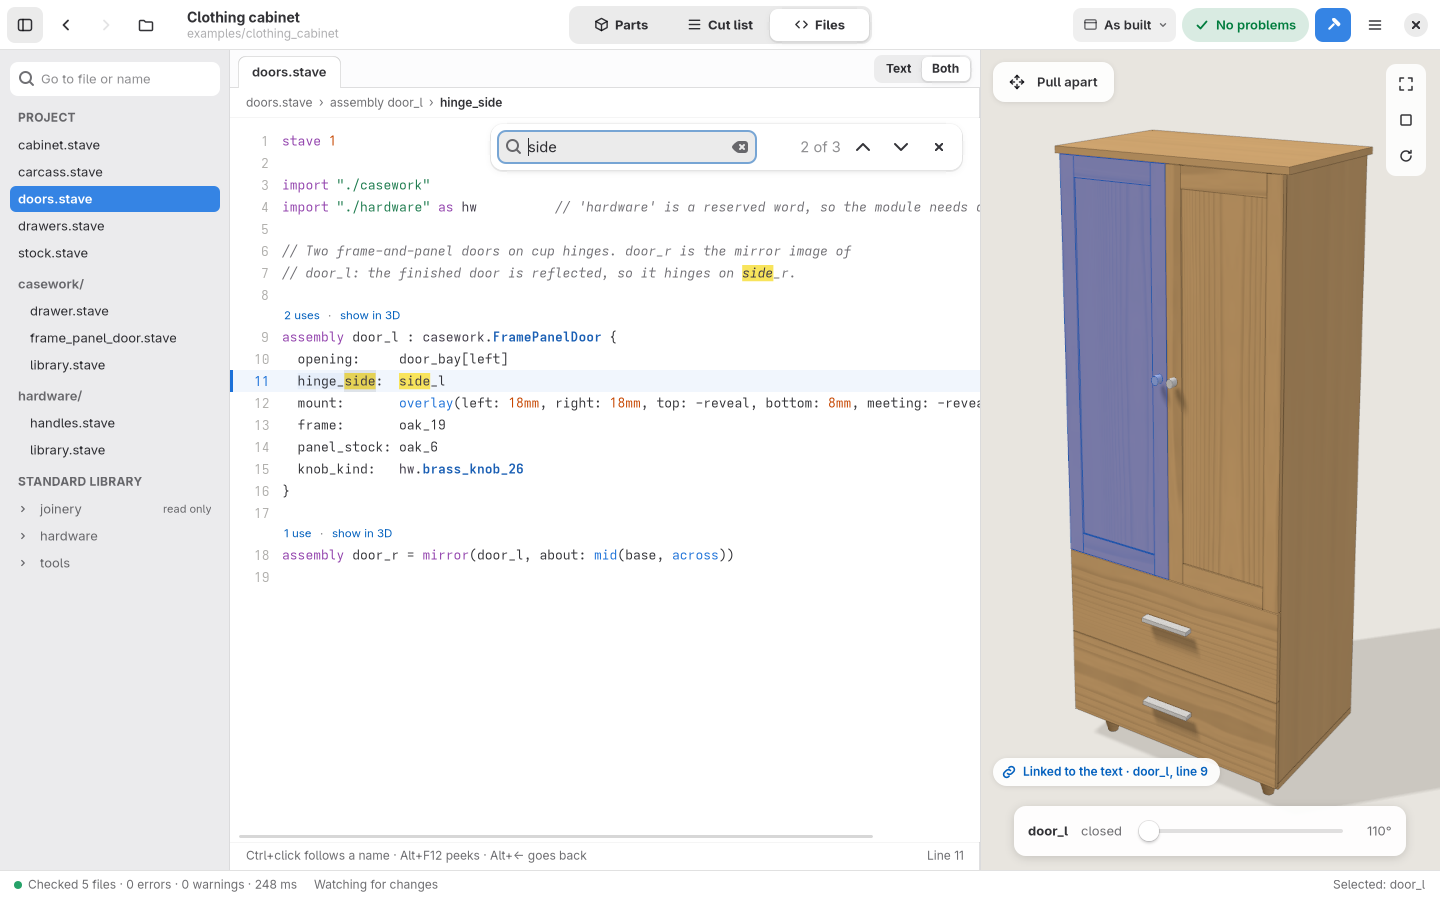 Clothing cabinet
examples/clothing_cabinet
Parts
Cut list
Files
As built
No problems
Go to file or name
PROJECT
cabinet.stave
carcass.stave
doors.stave
drawers.stave
stock.stave
casework/
drawer.stave
frame_panel_door.stave
library.stave
hardware/
handles.stave
library.stave
STANDARD LIBRARY
joinery read only
hardware
tools
doors.stave
Text Both
doors.stave › assembly door_l › hinge_side
side
2 of 3
1 stave 1
2
3 import "./casework"
4 import "./hardware" as hw // 'hardware' is a reserved word, so the module needs
5
6 // Two frame-and-panel doors on cup hinges. door_r is the mirror image of
7 // door_l: the finished door is reflected, so it hinges on side_r.
8
2 uses · show in 3D
9 assembly door_l : casework.FramePanelDoor {
10 opening: door_bay[left]
11 hinge_side: side_l
12 mount: overlay(left: 18mm, right: 18mm, top: -reveal, bottom: 8mm, meeting: -revea
13 frame: oak_19
14 panel_stock: oak_6
15 knob_kind: hw.brass_knob_26
16 }
17
1 use · show in 3D
18 assembly door_r = mirror(door_l, about: mid(base, across))
19
Ctrl+click follows a name · Alt+F12 peeks · Alt+← goes back
Line 11
Pull apart
Linked to the text · door_l, line 9
door_l closed 110°
Checked 5 files · 0 errors · 0 warnings · 248 ms
Watching for changes
Selected: door_l